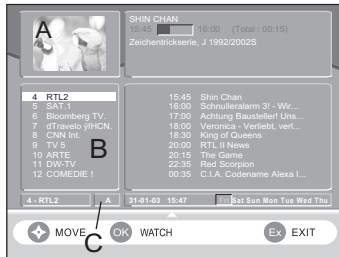 A
SHIN CHAN
15:45 16:00 (Total : 00:15)
Zeichentrickserie, J 1992/2002S
4 RTL2
5 SAT.1
6 Bloomberg TV.
7 dTravelo ÿIHCN.
8 CNN Int.
9 TV 5
10 ARTE
11 DW-TV
12 COMEDIE !
B
15:45 Shin Chan
16:00 Schnulleralarm 3! - Wir...
17:00 Achtung Bausteller! Uns...
18:00 Veronica - Verliebt, verl...
18:30 King of Queens
20:00 RTL II News
20:15 The Game
22:35 Red Scorpion
00:35 C.I.A. Codename Alexa I...
4 - RTL2
A
31-01-03 15:47
Fri Sat Sun Mon Tue Wed Thu
C
MOVE
OK WATCH
Ex EXIT